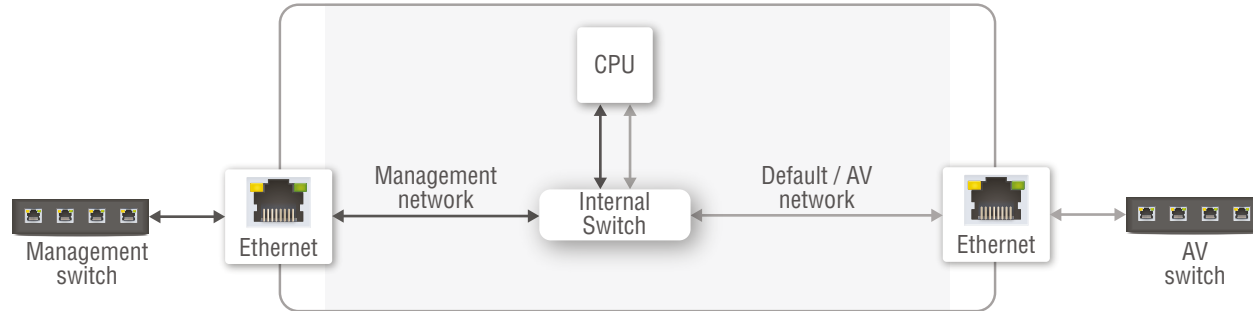 CPU
Management
network
Default / AV
network
Internal
Switch
Ethernet
Ethernet
Management
switch
AV
switch